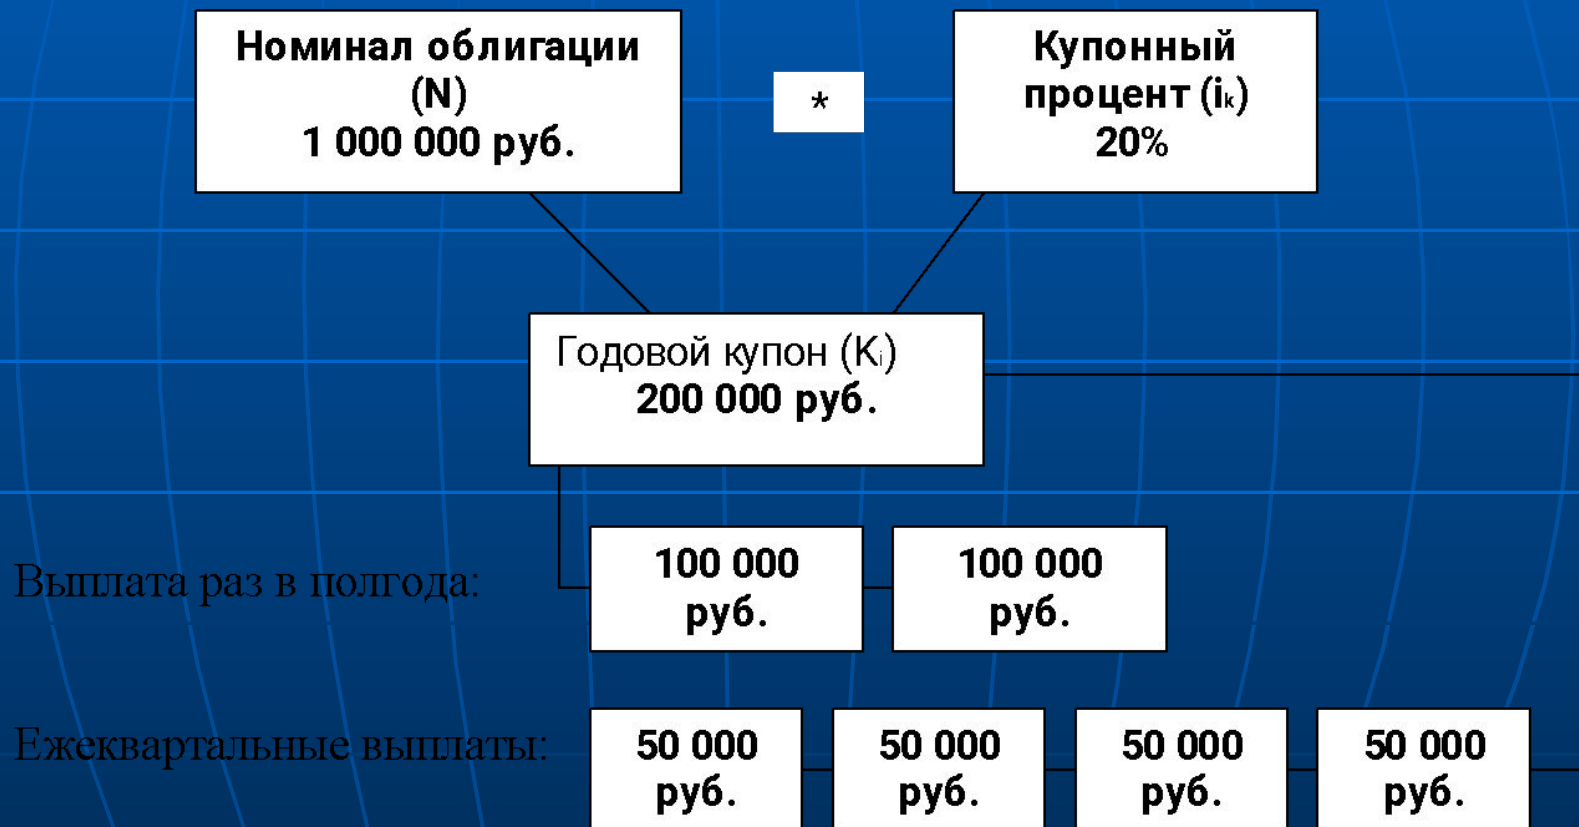 Номинал облигации
(N)
1 000 000 руб.
*
Купонный
процент (iₖ)
20%
Годовой купон (Kᵢ)
200 000 руб.
Выплата раз в полгода:
100 000
руб.
100 000
руб.
Ежеквартальные выплаты:
50 000
руб.
50 000
руб.
50 000
руб.
50 000
руб.